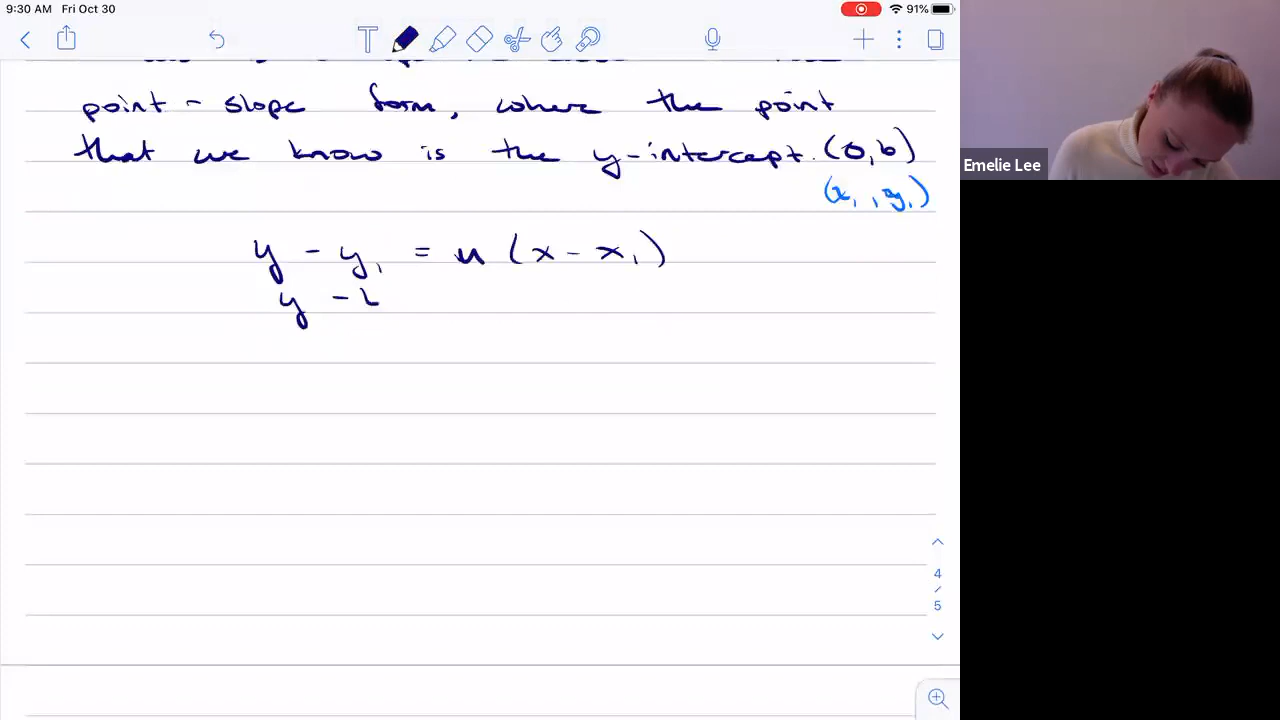 9:30 AM Fri Oct 30 91%
point - slope form, where the point
that we know is the y-intercept. (0,b)
(x₁, y₁)
y - y₁ = m (x - x₁)
y -
4
/
5
Emelie Lee